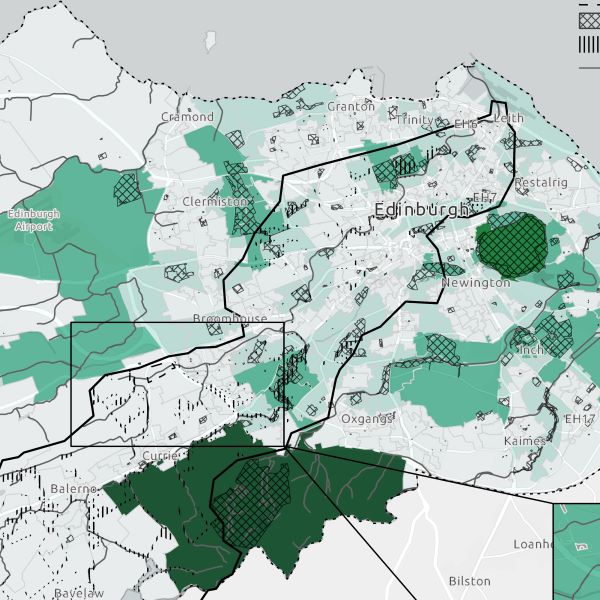 Granton
Cramond
Trinity
EH6
Leith
Restalrig
EH7
Clermiston
Edinburgh
Edinburgh
Airport
Newington
Broomhouse
Inch
Oxgangs
EH17
Kaimes
Currie
Balerno
Loanhe
Bilston
Bavelaw